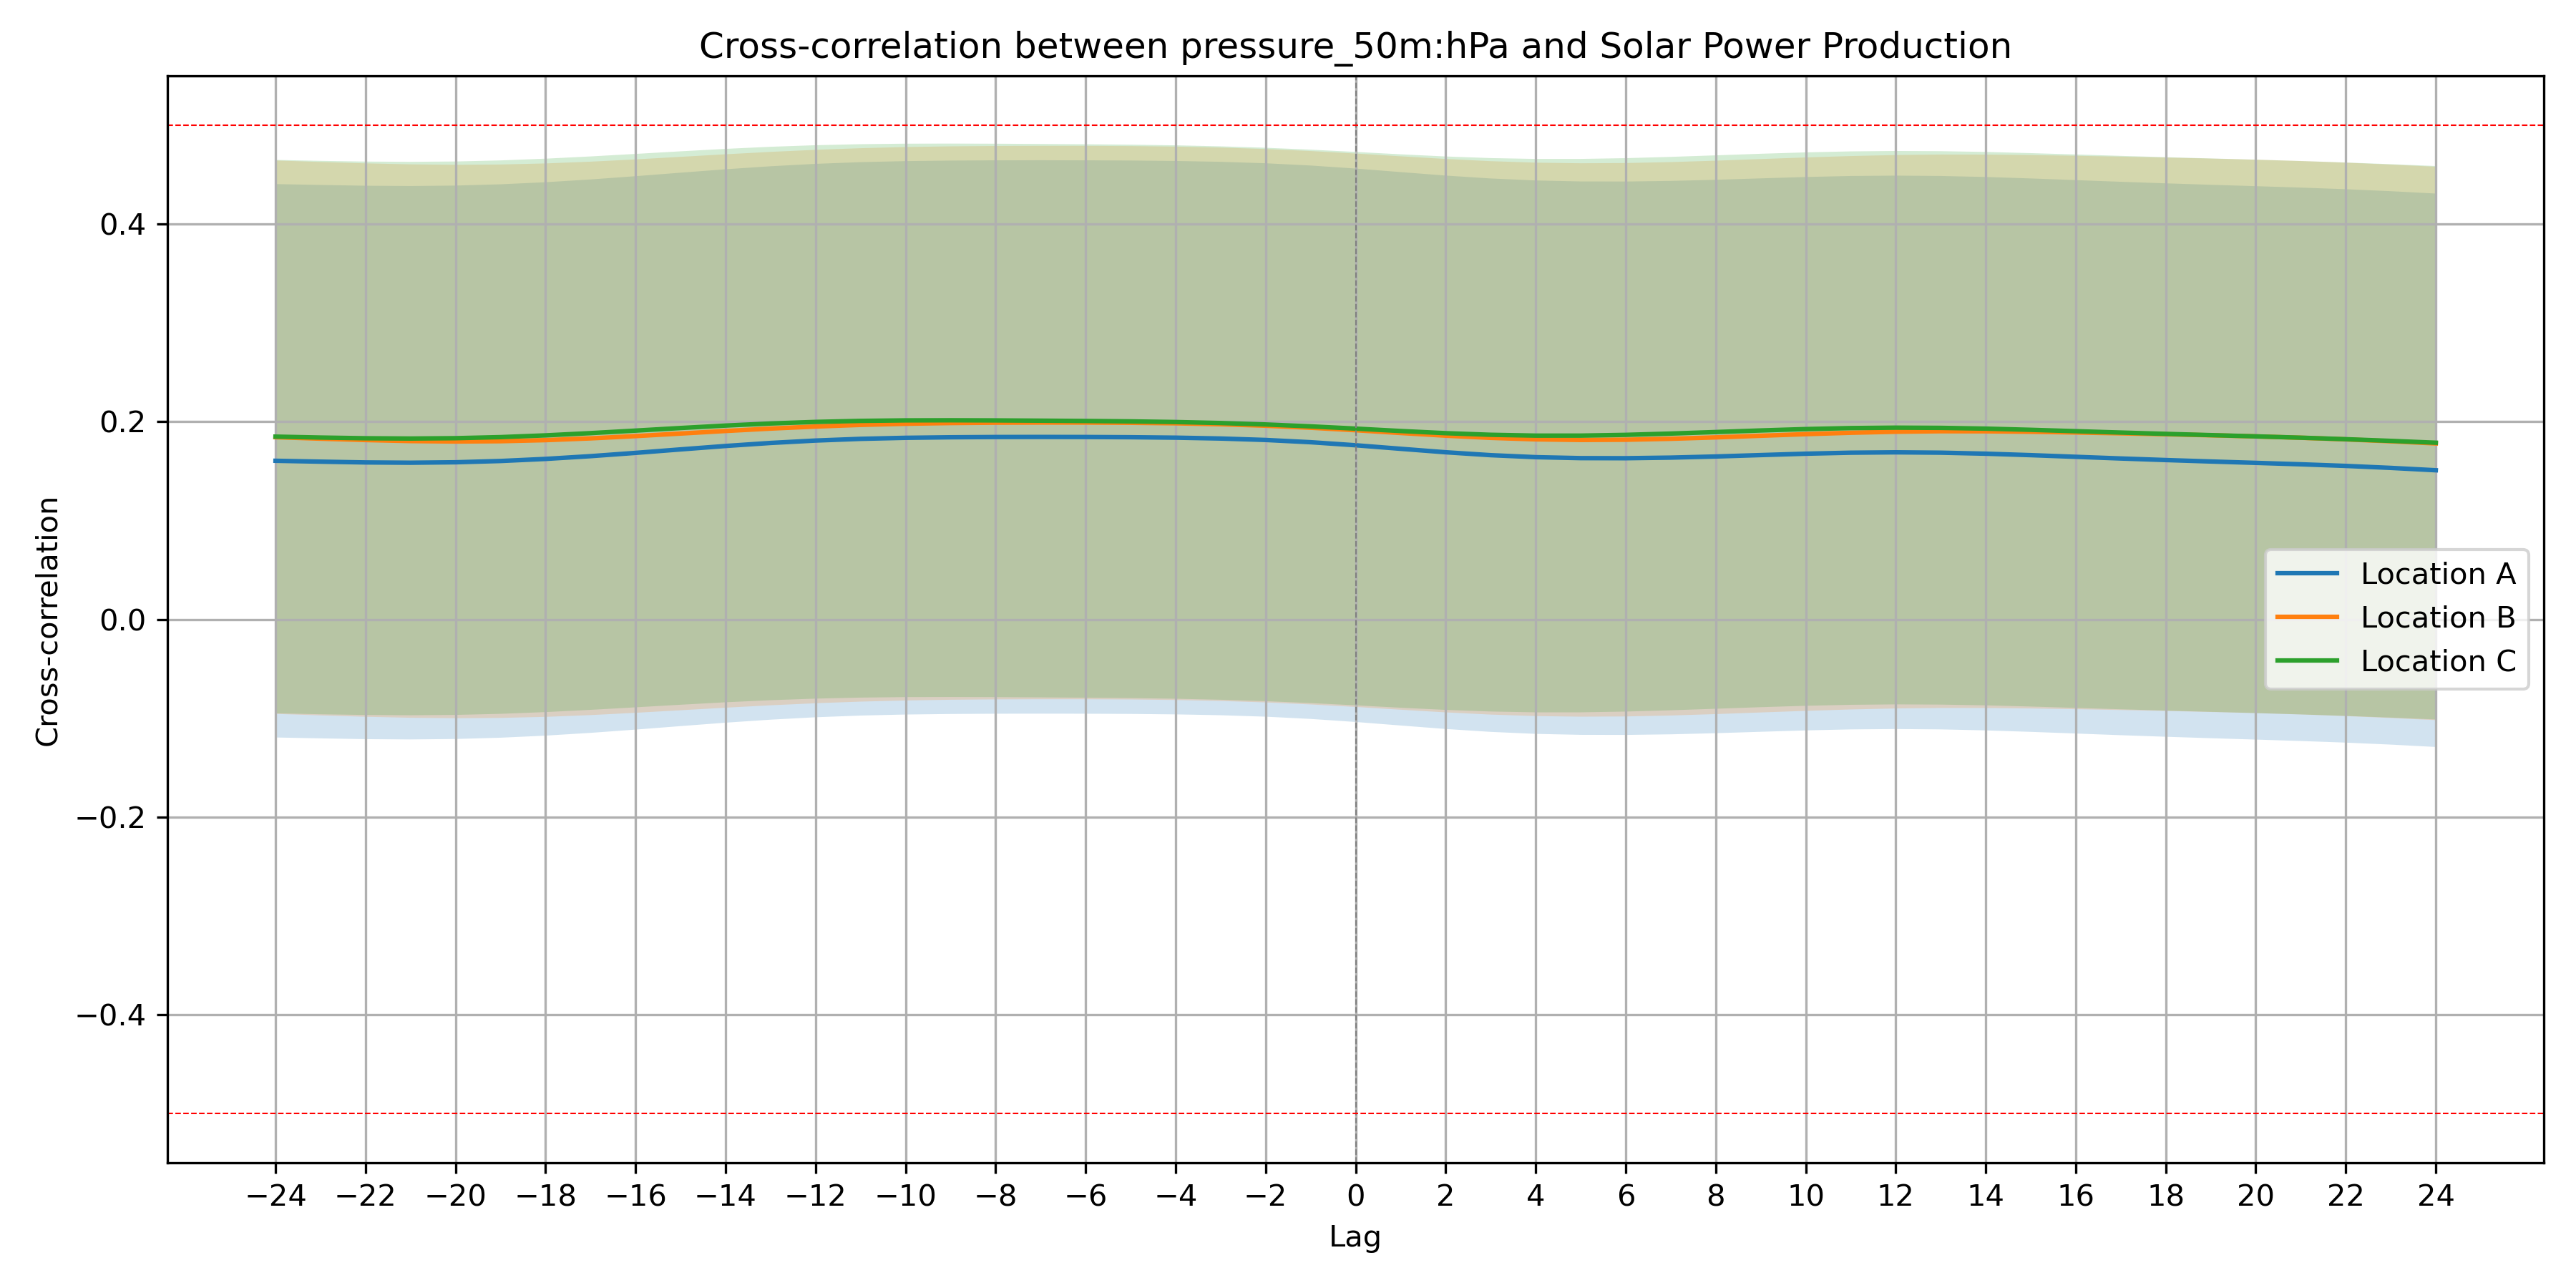 Cross-correlation between pressure_50m:hPa and Solar Power Production
Cross-correlation
0.4
0.2
0.0
−0.2
−0.4
Location A
Location B
Location C
−24 −22 −20 −18 −16 −14 −12 −10 −8 −6 −4 −2 0 2 4 6 8 10 12 14 16 18 20 22 24
Lag